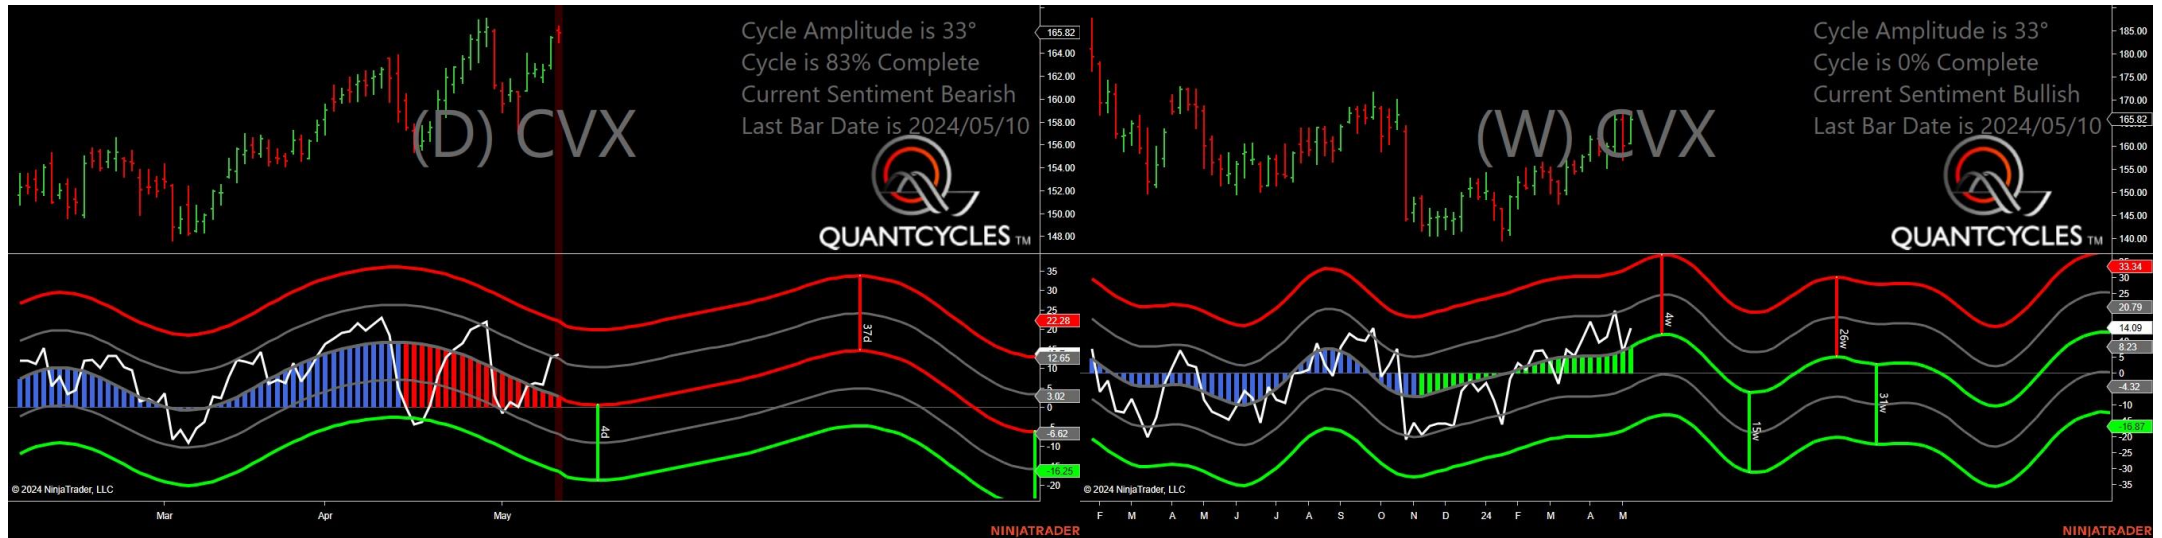 Cycle Amplitude is 33°
Cycle is 83% Complete
Current Sentiment Bearish
Last Bar Date is 2024/05/10
(D) CVX
QUANTCYCLES TM
165.82
164.00
162.00
160.00
158.00
156.00
154.00
152.00
150.00
148.00
35
30
22.28
20
12.65
10
5
3.02
0
-6.62
-10
-16.25
-20
37d
4d
© 2024 NinjaTrader, LLC
Mar Apr May
NINJATRADER
Cycle Amplitude is 33°
Cycle is 0% Complete
Current Sentiment Bullish
Last Bar Date is 2024/05/10
(W) CVX
QUANTCYCLES TM
185.00
180.00
175.00
170.00
165.82
160.00
155.00
150.00
145.00
140.00
33.34
30
25
20.79
14.09
8.23
5
0
-4.32
-10
-16.87
-20
-25
-30
-35
4w
26w
15w
31w
© 2024 NinjaTrader, LLC
F M A M J J A S O N D 24 F M A M
NINJATRADER